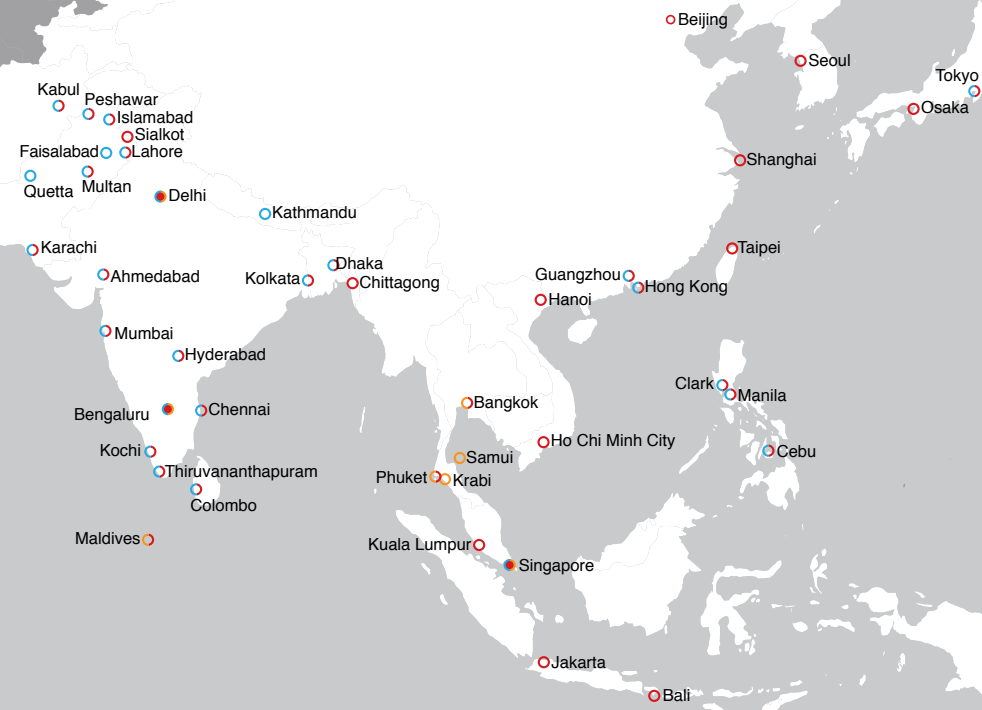 Beijing
Seoul
Tokyo
Kabul
Peshawar
Osaka
Islamabad
Sialkot
Faisalabad
Lahore
Shanghai
Multan
Quetta
Delhi
Kathmandu
Karachi
Taipei
Dhaka
Ahmedabad
Kolkata
Chittagong
Guangzhou
Hong Kong
Hanoi
Mumbai
Hyderabad
Clark
Manila
Bangkok
Bengaluru
Chennai
Ho Chi Minh City
Kochi
Cebu
Samui
Thiruvananthapuram
Phuket
Krabi
Colombo
Maldives
Kuala Lumpur
Singapore
Jakarta
Bali